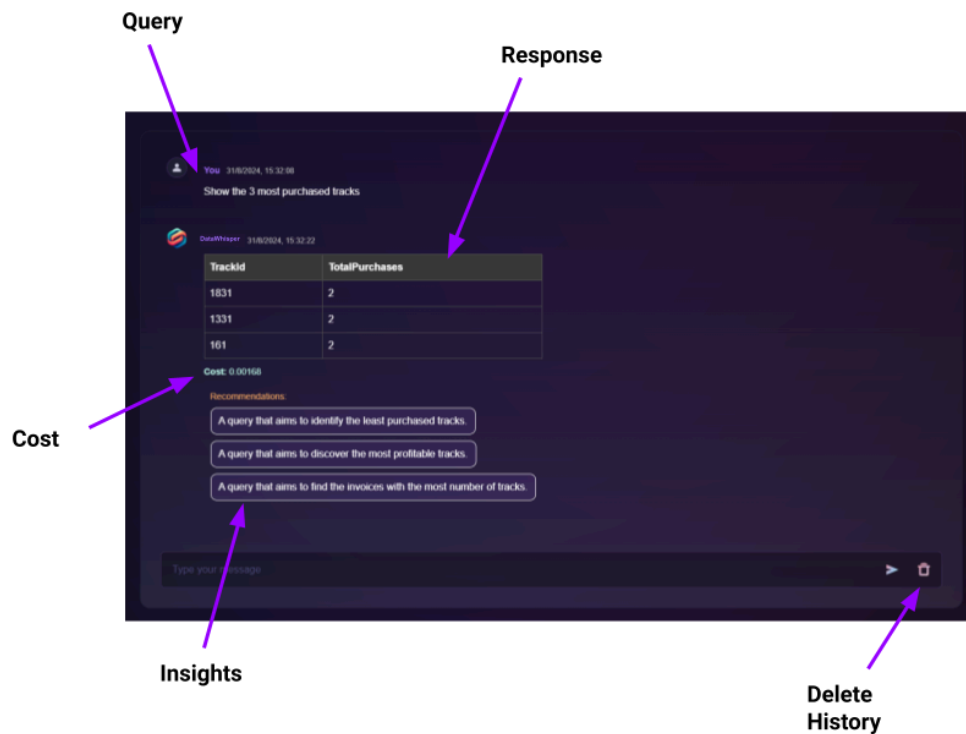 Query
Response
You 31/8/2024, 15:32:08
Show the 3 most purchased tracks
DataWhisper 31/8/2024, 15:32:22
TrackId TotalPurchases
1831 2
1331 2
161 2
Cost: 0.00168
Recommendations:
A query that aims to identify the least purchased tracks.
A query that aims to discover the most profitable tracks.
A query that aims to find the invoices with the most number of tracks.
Cost
Type your message
Insights
Delete
History